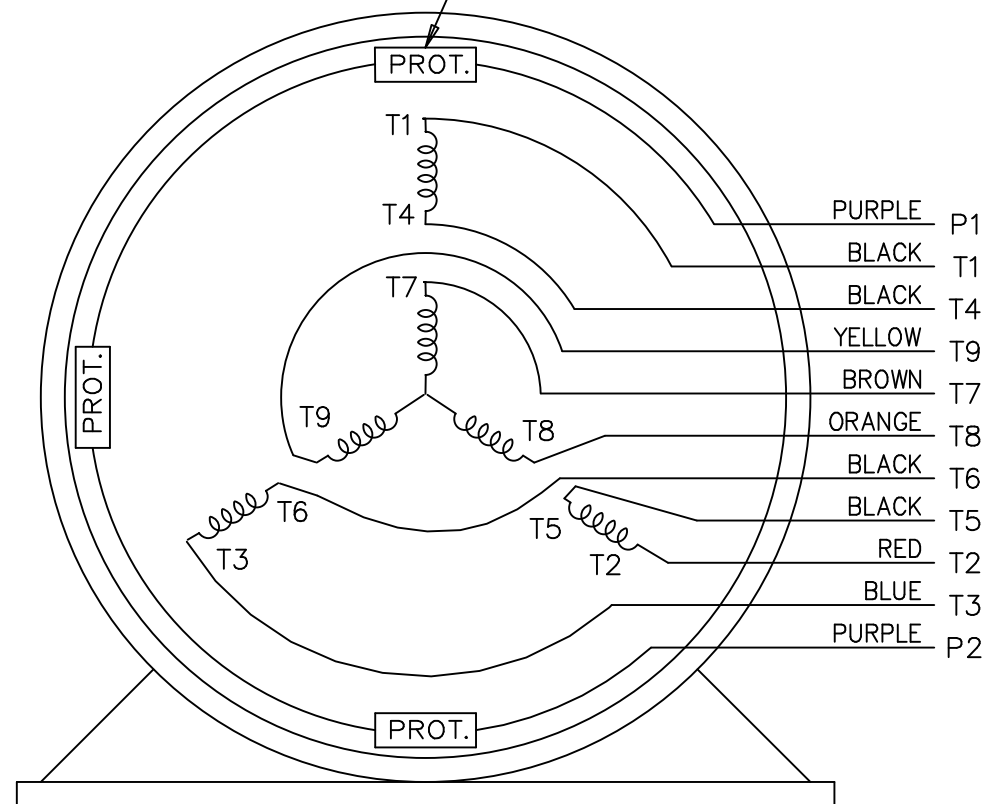 PROT.
T1
T4
T7
T9
T8
T6
T3
T5
T2
PROT.
PROT.
PURPLE P1
BLACK T1
BLACK T4
YELLOW T9
BROWN T7
ORANGE T8
BLACK T6
BLACK T5
RED T2
BLUE T3
PURPLE P2